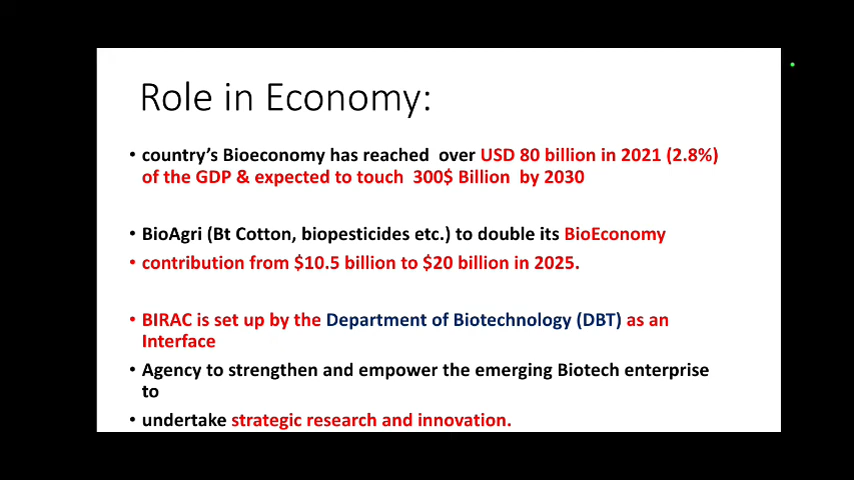 Role in Economy:
• country's Bioeconomy has reached over USD 80 billion in 2021 (2.8%)
of the GDP & expected to touch 300$ Billion by 2030
• BioAgri (Bt Cotton, biopesticides etc.) to double its BioEconomy
• contribution from $10.5 billion to $20 billion in 2025.
• BIRAC is set up by the Department of Biotechnology (DBT) as an
Interface
• Agency to strengthen and empower the emerging Biotech enterprise
to
• undertake strategic research and innovation.